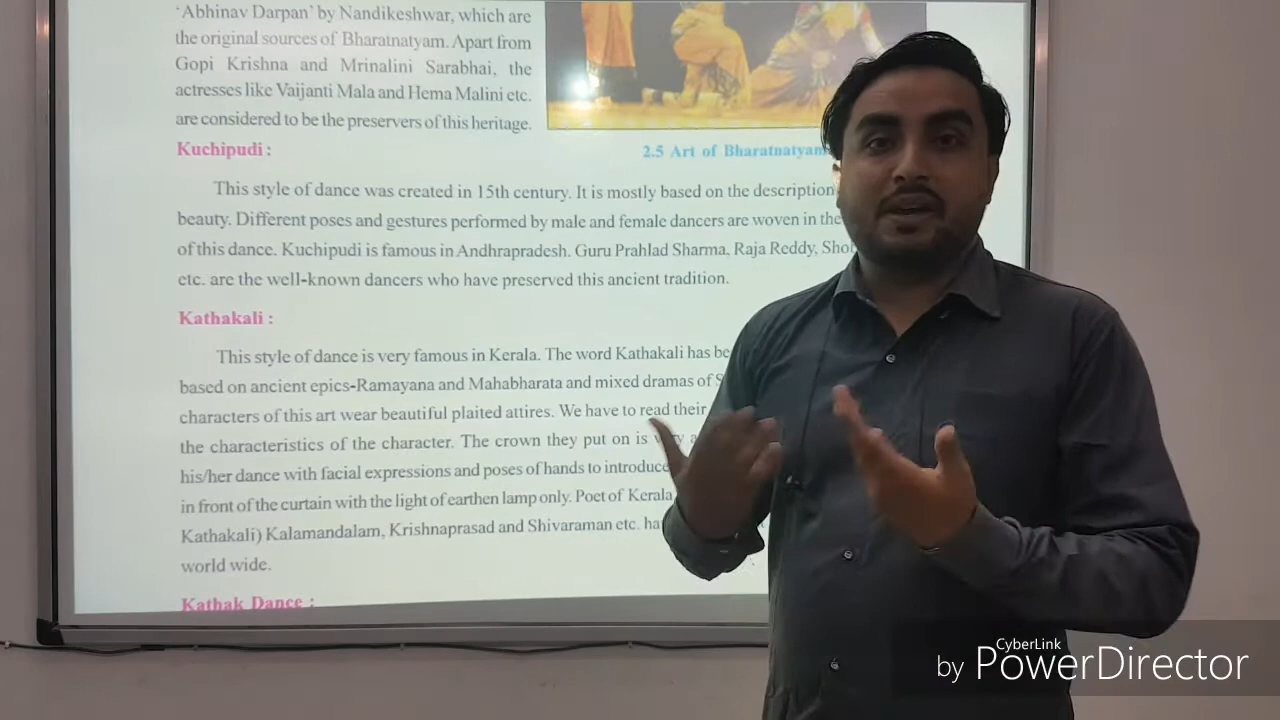 ‘Abhinav Darpan’ by Nandikeshwar, which are
the original sources of Bharatnatyam. Apart from
Gopi Krishna and Mrinalini Sarabhai, the
actresses like Vaijanti Mala and Hema Malini etc.
are considered to be the preservers of this heritage.
2.5 Art of Bharatnatyam
Kuchipudi :
This style of dance was created in 15th century. It is mostly based on the description
beauty. Different poses and gestures performed by male and female dancers are woven in the
of this dance. Kuchipudi is famous in Andhrapradesh. Guru Prahlad Sharma, Raja Reddy,
etc. are the well-known dancers who have preserved this ancient tradition.
Kathakali :
This style of dance is very famous in Kerala. The word Kathakali has be
based on ancient epics-Ramayana and Mahabharata and mixed dramas of
characters of this art wear beautiful plaited attires. We have to read their
the characteristics of the character. The crown they put on is
his/her dance with facial expressions and poses of hands to introduce
in front of the curtain with the light of earthen lamp only. Poet of Kerala
Kathakali) Kalamandalam, Krishnaprasad and Shivaraman etc. ha
world wide.
Kathak Dance :
by CyberLink PowerDirector